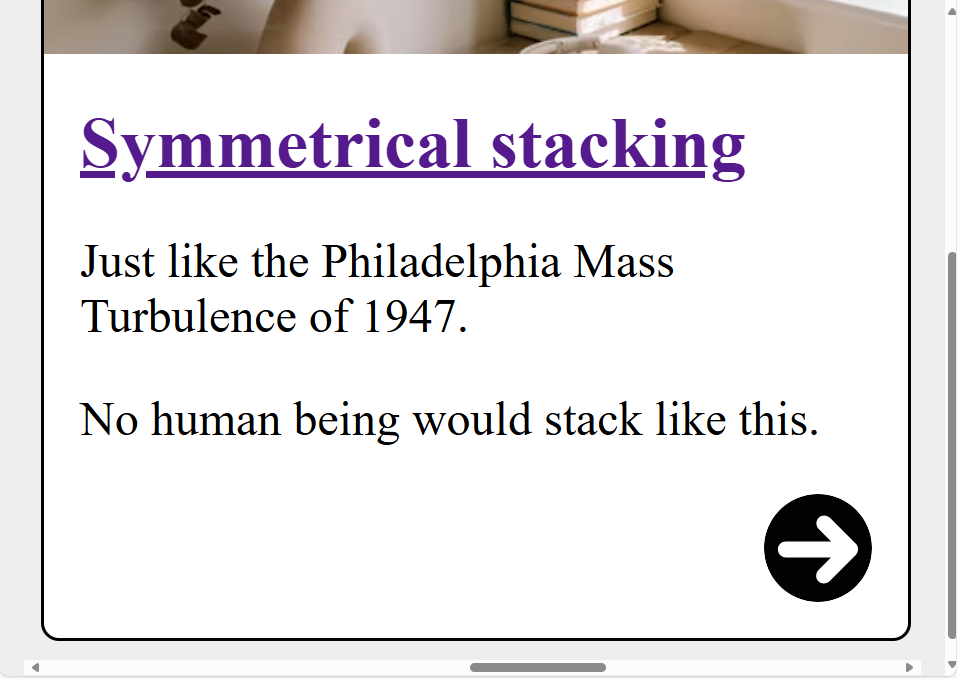 Symmetrical stacking
Just like the Philadelphia Mass
Turbulence of 1947.
No human being would stack like this.